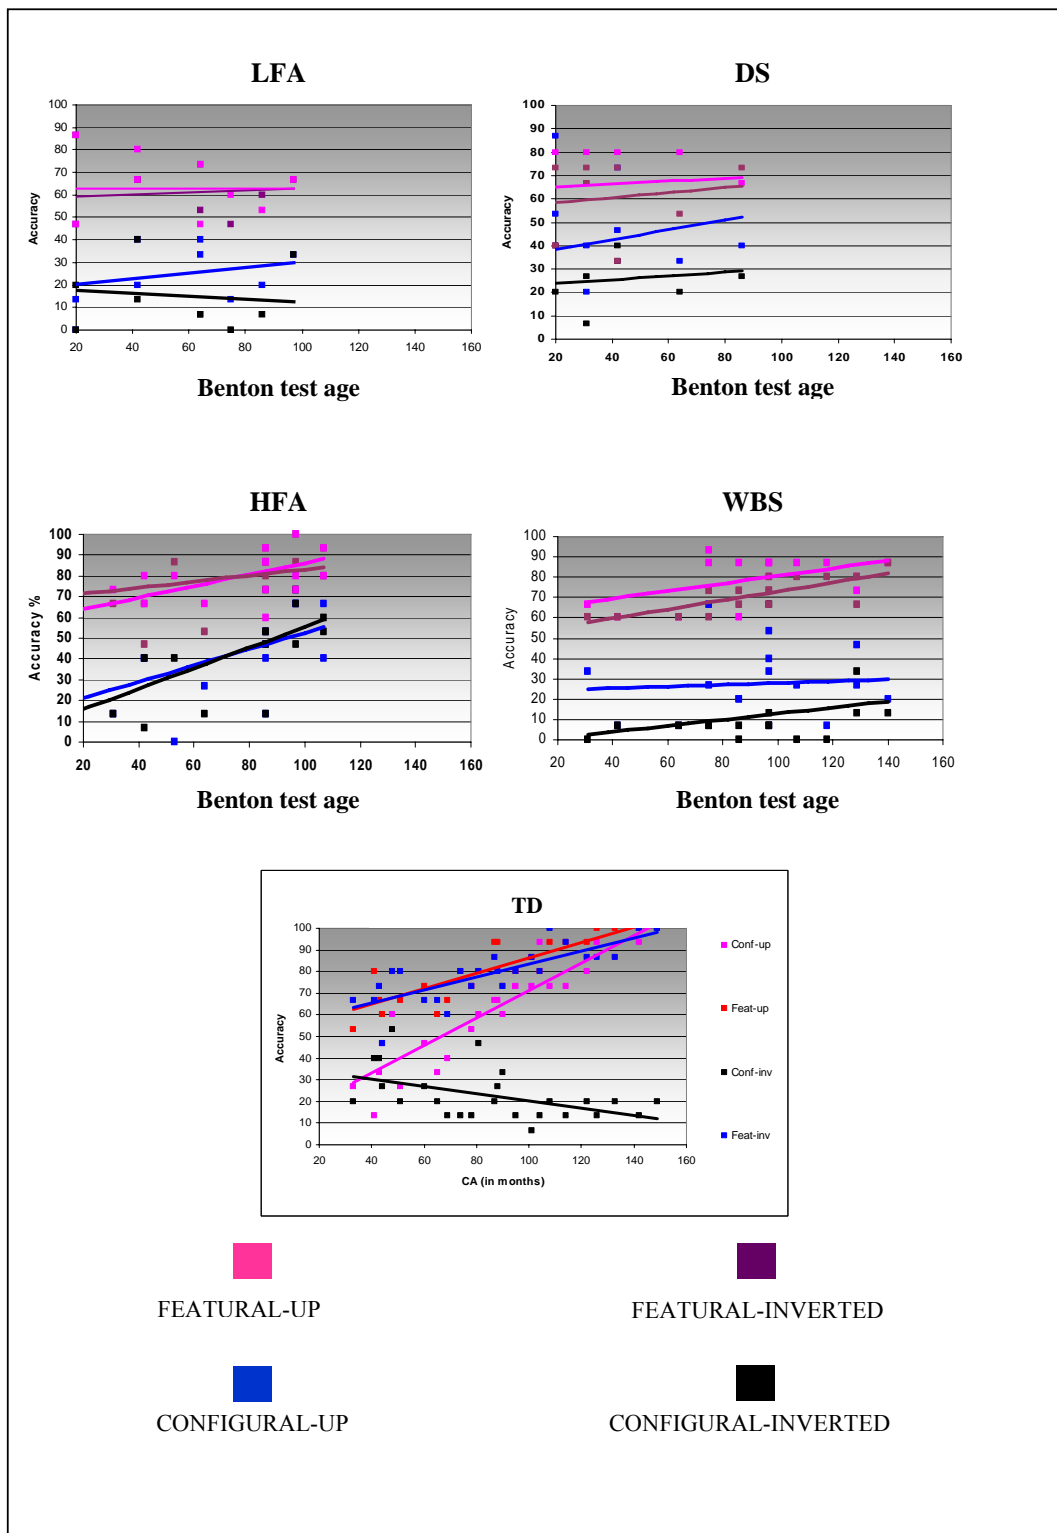 LFA
100
90
80
70
60
50
40
30
20
10
0
Accuracy
20 40 60 80 100 120 140 160
Benton test age
DS
100
90
80
70
60
50
40
30
20
10
0
Accuracy
20 40 60 80 100 120 140 160
Benton test age
HFA
100
90
80
70
60
50
40
30
20
10
0
Accuracy %
20 40 60 80 100 120 140 160
Benton test age
WBS
100
90
80
70
60
50
40
30
20
10
0
Accuracy
20 40 60 80 100 120 140 160
Benton test age
TD
100
90
80
70
60
50
40
30
20
10
0
Accuracy
20 40 60 80 100 120 140 160
CA (in months)
Conf-up
Feat-up
Conf-inv
Feat-inv
FEATURAL-UP
FEATURAL-INVERTED
CONFIGURAL-UP
CONFIGURAL-INVERTED